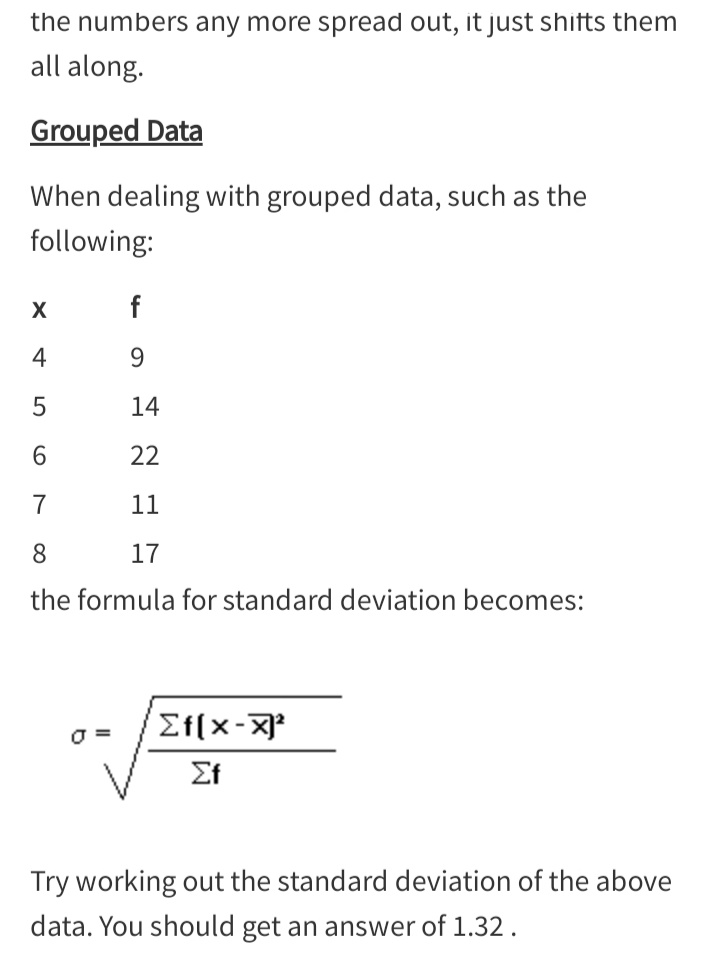 the numbers any more spread out, it just shifts them
all along.
Grouped Data
When dealing with grouped data, such as the
following:
x f
4 9
5 14
6 22
7 11
8 17
the formula for standard deviation becomes:
σ = √ Σf(x - x̅)²
Σf
Try working out the standard deviation of the above
data. You should get an answer of 1.32 .